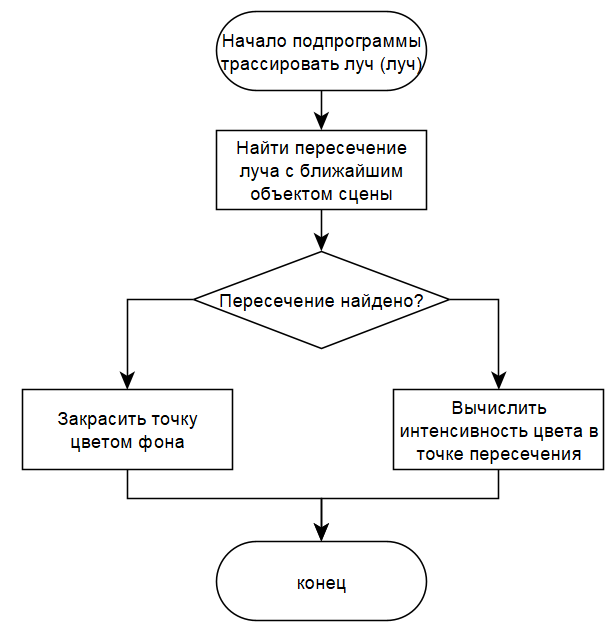 Начало подпрограммы
трассировать луч (луч)
Найти пересечение
луча с ближайшим
объектом сцены
Пересечение найдено?
Закрасить точку
цветом фона
Вычислить
интенсивность цвета в
точке пересечения
конец